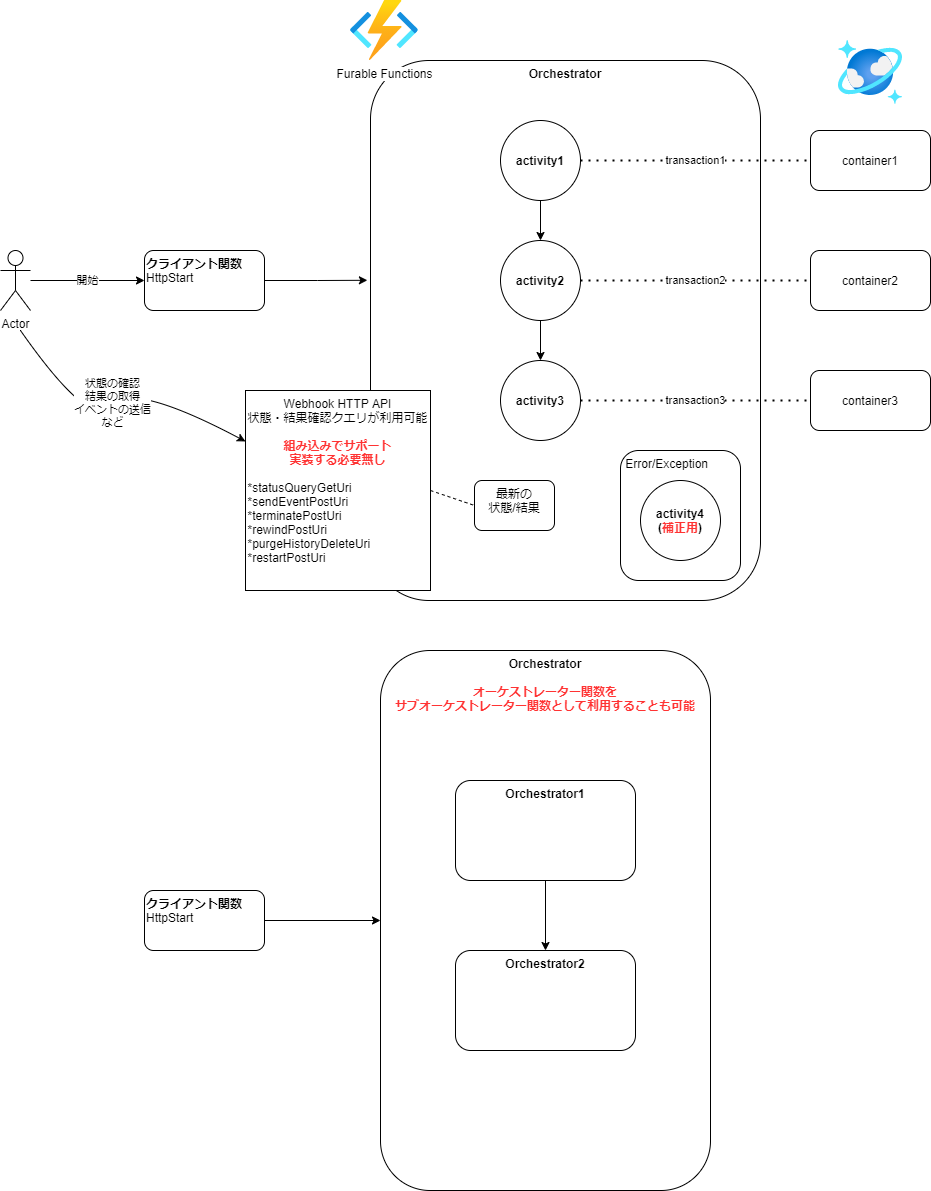 Furable Functions
Orchestrator
activity1
transaction1
container1
開始
クライアント関数
HttpStart
activity2
transaction2
container2
Actor
状態の確認
結果の取得
イベントの送信
など
activity3
transaction3
container3
Webhook HTTP API
状態・結果確認クエリが利用可能
組み込みでサポート
実装する必要無し
*statusQueryGetUri
*sendEventPostUri
*terminatePostUri
*rewindPostUri
*purgeHistoryDeleteUri
*restartPostUri
最新の
状態/結果
Error/Exception
activity4
(補正用)
Orchestrator
オーケストレーター関数を
サブオーケストレーター関数として利用することも可能
Orchestrator1
クライアント関数
HttpStart
Orchestrator2